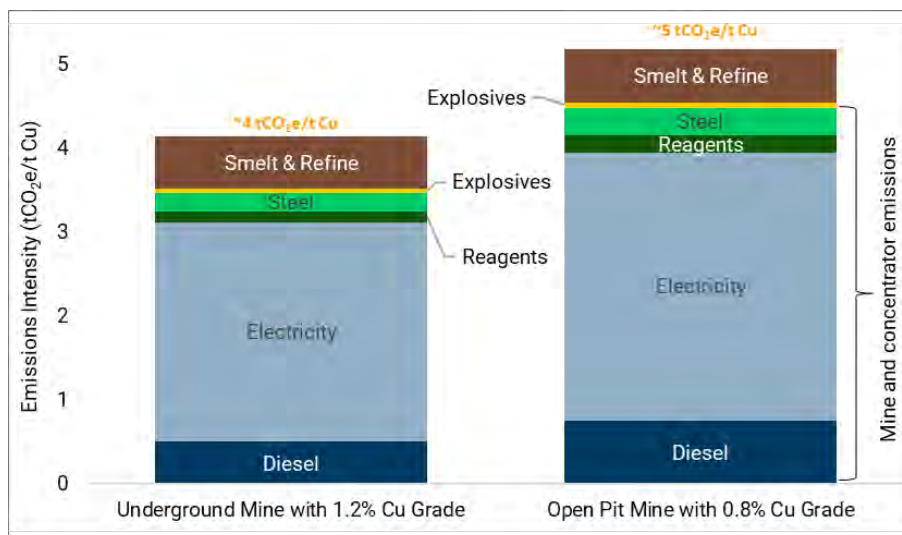 ~5 tCO₂e/t Cu
5
Smelt & Refine
Explosives
Steel
~4 tCO₂e/t Cu
4
Reagents
Smelt & Refine
Explosives
Steel
3
Reagents
Emissions Intensity (tCO₂e/t Cu)
Electricity
Mine and concentrator emissions
2
Electricity
1
Diesel
Diesel
0
Underground Mine with 1.2% Cu Grade
Open Pit Mine with 0.8% Cu Grade